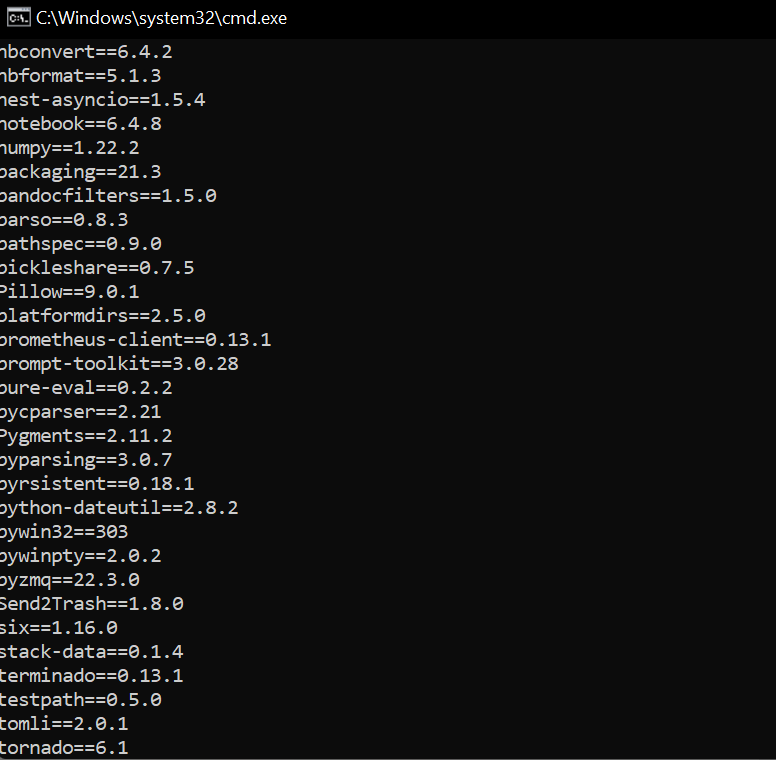 C:\Windows\system32\cmd.exe
nbconvert==6.4.2
nbformat==5.1.3
nest-asyncio==1.5.4
notebook==6.4.8
numpy==1.22.2
packaging==21.3
pandocfilters==1.5.0
parso==0.8.3
pathspec==0.9.0
pickleshare==0.7.5
Pillow==9.0.1
platformdirs==2.5.0
prometheus-client==0.13.1
prompt-toolkit==3.0.28
pure-eval==0.2.2
pycparser==2.21
Pygments==2.11.2
pyparsing==3.0.7
pyrsistent==0.18.1
python-dateutil==2.8.2
pywin32==303
pywinpty==2.0.2
pyzmq==22.3.0
Send2Trash==1.8.0
six==1.16.0
stack-data==0.1.4
terminado==0.13.1
testpath==0.5.0
tomli==2.0.1
tornado==6.1